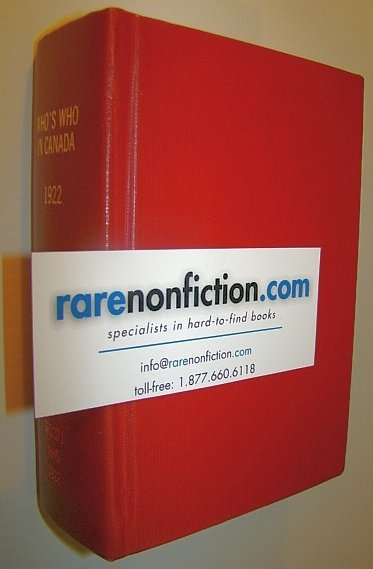 WHO'S WHO
IN CANADA
1922
rarenonfiction.com
specialists in hard-to-find books
info@rarenonfiction.com
toll-free: 1.877.660.6118
AND